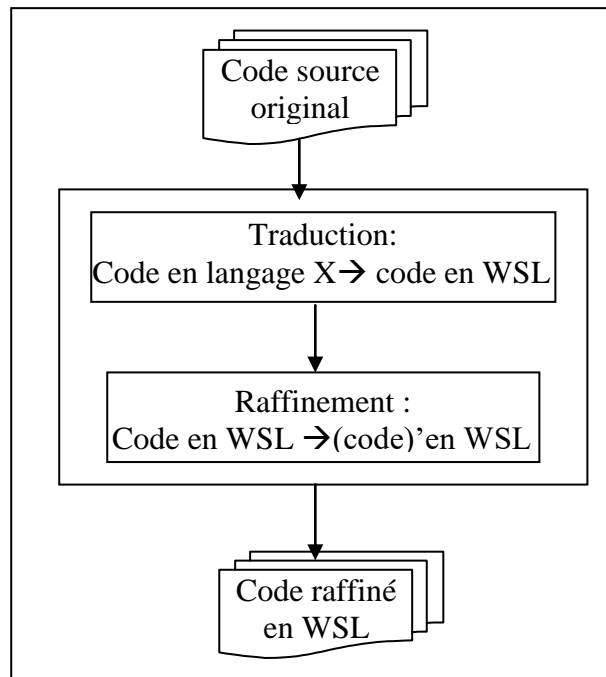 Code source
original
Traduction:
Code en langage X→ code en WSL
Raffinement :
Code en WSL →(code)’en WSL
Code raffiné
en WSL